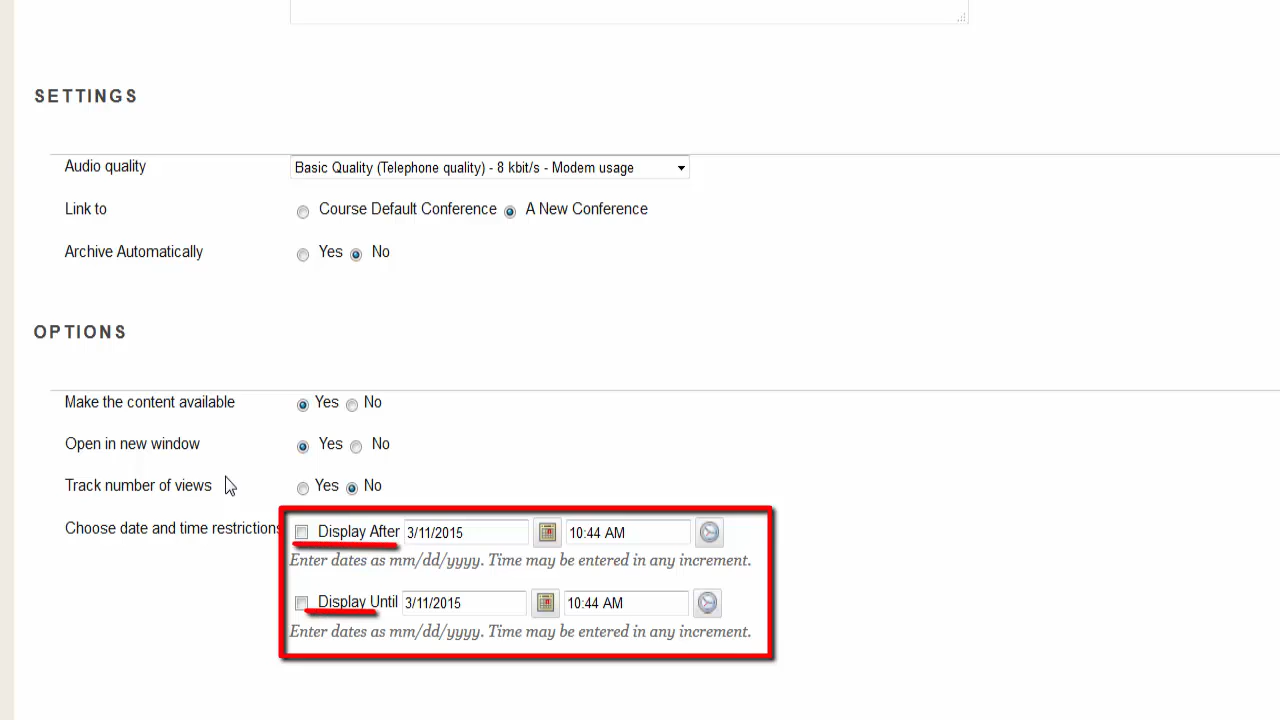 SETTINGS
Audio quality Basic Quality (Telephone quality) - 8 kbit/s - Modem usage
Link to Course Default Conference A New Conference
Archive Automatically Yes No
OPTIONS
Make the content available Yes No
Open in new window Yes No
Track number of views Yes No
Choose date and time restrictions Display After 3/11/2015 10:44 AM
Enter dates as mm/dd/yyyy. Time may be entered in any increment.
Display Until 3/11/2015 10:44 AM
Enter dates as mm/dd/yyyy. Time may be entered in any increment.